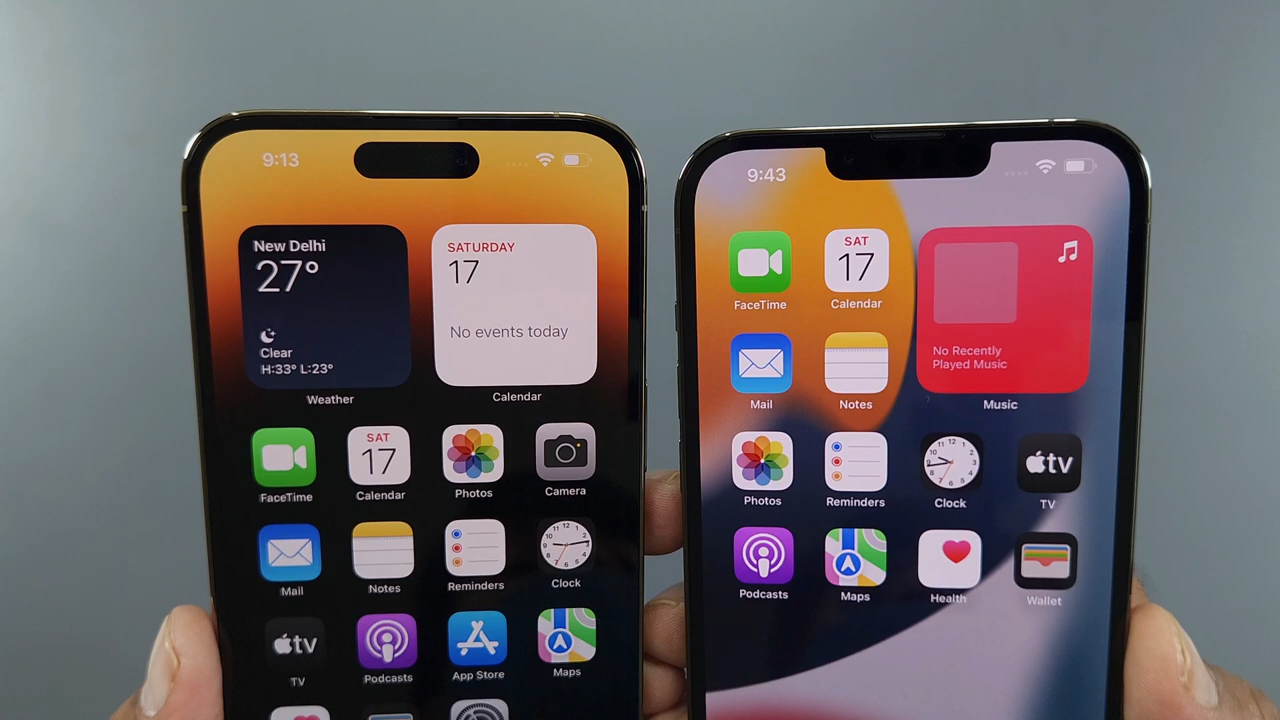 9:13
New Delhi
27°
Clear
H:33° L:23°
Weather
SATURDAY
17
No events today
Calendar
FaceTime
SAT
17
Calendar
Photos
Camera
Mail
Notes
Reminders
Clock
tv
TV
Podcasts
App Store
Maps
9:43
FaceTime
SAT
17
Calendar
No Recently
Played Music
Music
Mail
Notes
Photos
Reminders
Clock
tv
TV
Podcasts
Maps
Health
Wallet